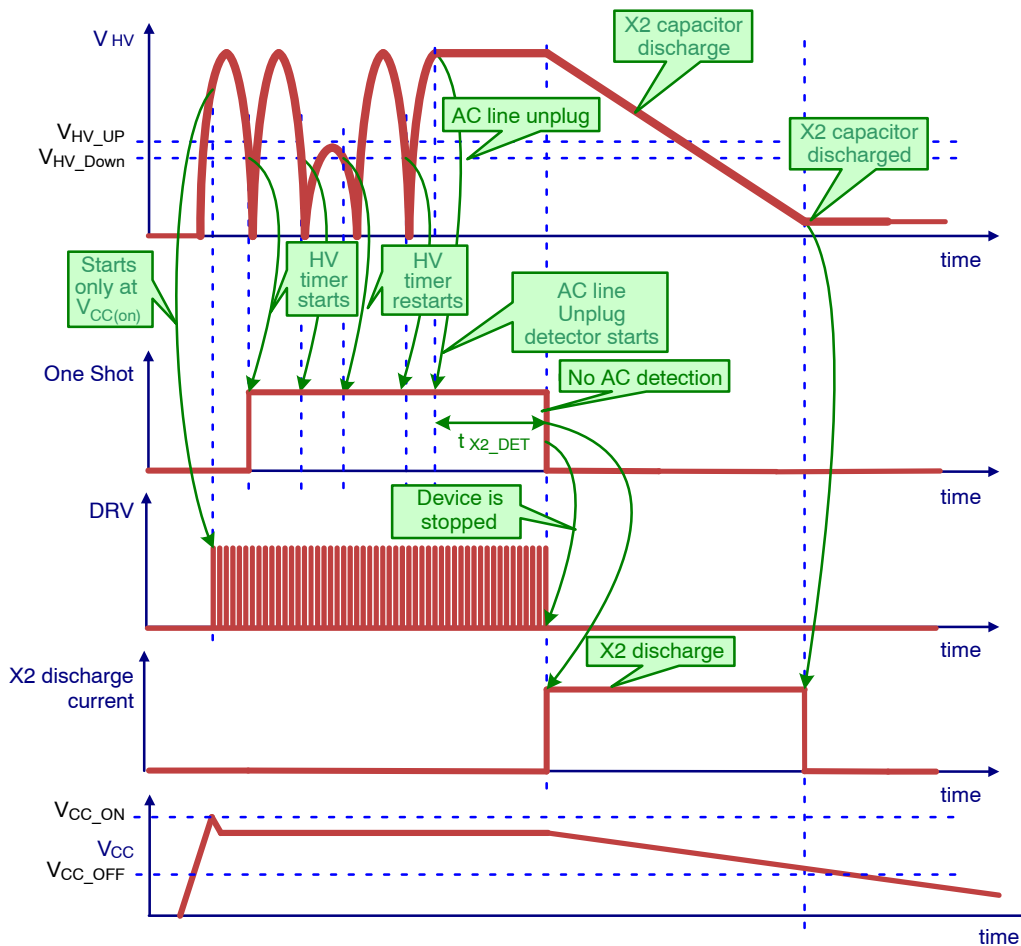 V HV
X2 capacitor
discharge
AC line unplug
VHV_UP
VHV_Down
X2 capacitor
discharged
time
Starts
only at
VCC(on)
HV
timer
starts
HV
timer
restarts
AC line
Unplug
detector starts
One Shot
No AC detection
t X2_DET
time
DRV
Device is
stopped
time
X2 discharge
X2 discharge
current
time
VCC_ON
VCC
VCC_OFF
time